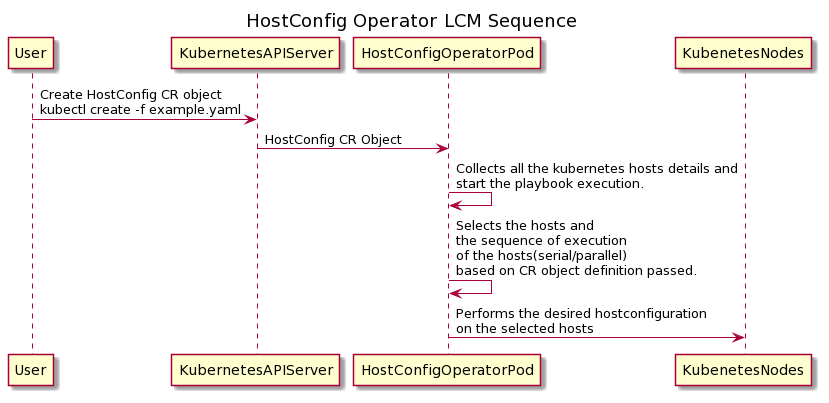 HostConfig Operator LCM Sequence
User
KubernetesAPIServer
HostConfigOperatorPod
KubenetesNodes
Create HostConfig CR object
kubectl create -f example.yaml
HostConfig CR Object
Collects all the kubernetes hosts details and
start the playbook execution.
Selects the hosts and
the sequence of execution
of the hosts(serial/parallel)
based on CR object definition passed.
Performs the desired hostconfiguration
on the selected hosts
User
KubernetesAPIServer
HostConfigOperatorPod
KubenetesNodes